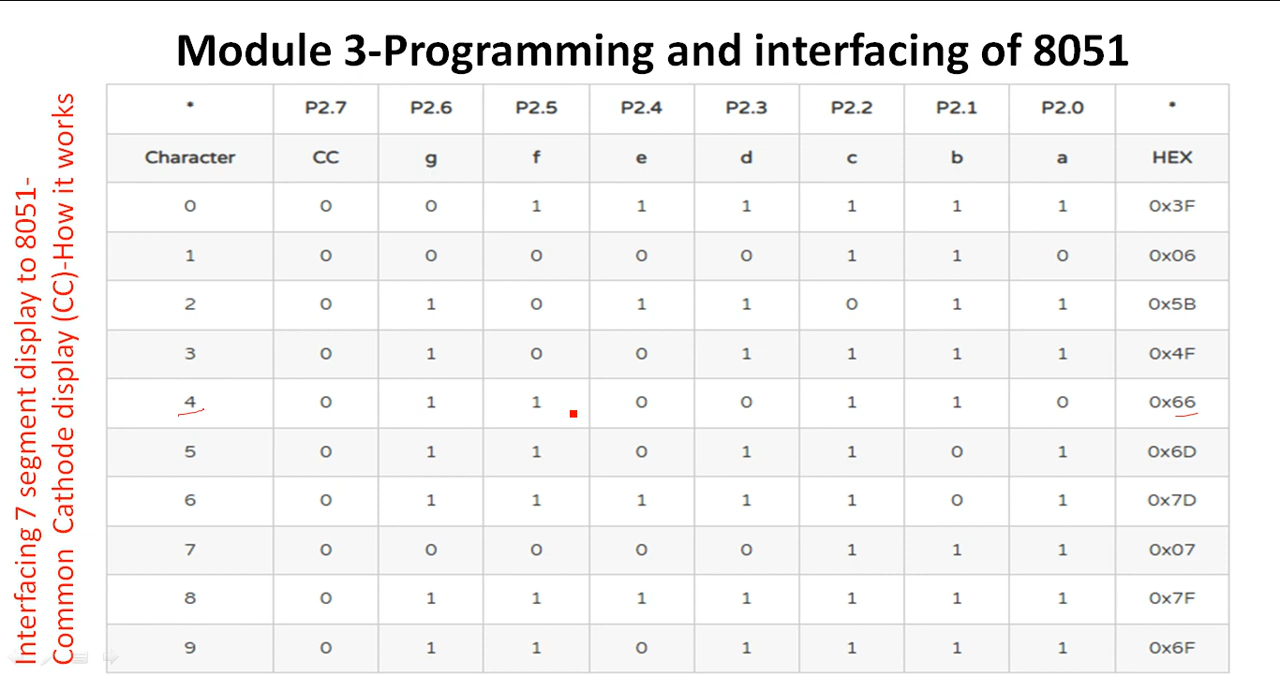 Module 3-Programming and interfacing of 8051
Interfacing 7 segment display to 8051-
Common Cathode display (CC)-How it works
* P2.7 P2.6 P2.5 P2.4 P2.3 P2.2 P2.1 P2.0 *
Character CC g f e d c b a HEX
0 0 0 1 1 1 1 1 1 0x3F
1 0 0 0 0 0 1 1 0 0x06
2 0 1 0 1 1 0 1 1 0x5B
3 0 1 0 0 1 1 1 1 0x4F
4 0 1 1 0 0 1 1 0 0x66
5 0 1 1 0 1 1 0 1 0x6D
6 0 1 1 1 1 1 0 1 0x7D
7 0 0 0 0 0 1 1 1 0x07
8 0 1 1 1 1 1 1 1 0x7F
9 0 1 1 0 1 1 1 1 0x6F